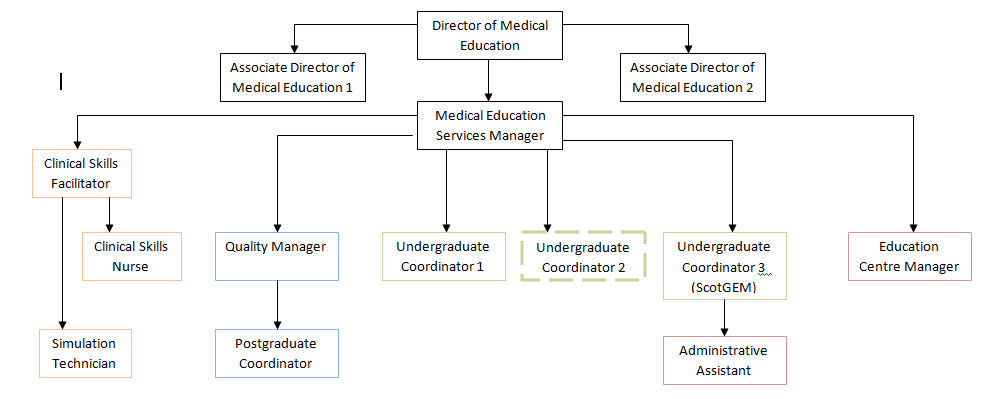 Director of Medical
Education
Associate Director of
Medical Education 1
Associate Director of
Medical Education 2
Medical Education
Services Manager
Clinical Skills
Facilitator
Clinical Skills
Nurse
Quality Manager
Undergraduate
Coordinator 1
Undergraduate
Coordinator 2
Undergraduate
Coordinator 3
(ScotGEM)
Education
Centre Manager
Simulation
Technician
Postgraduate
Coordinator
Administrative
Assistant